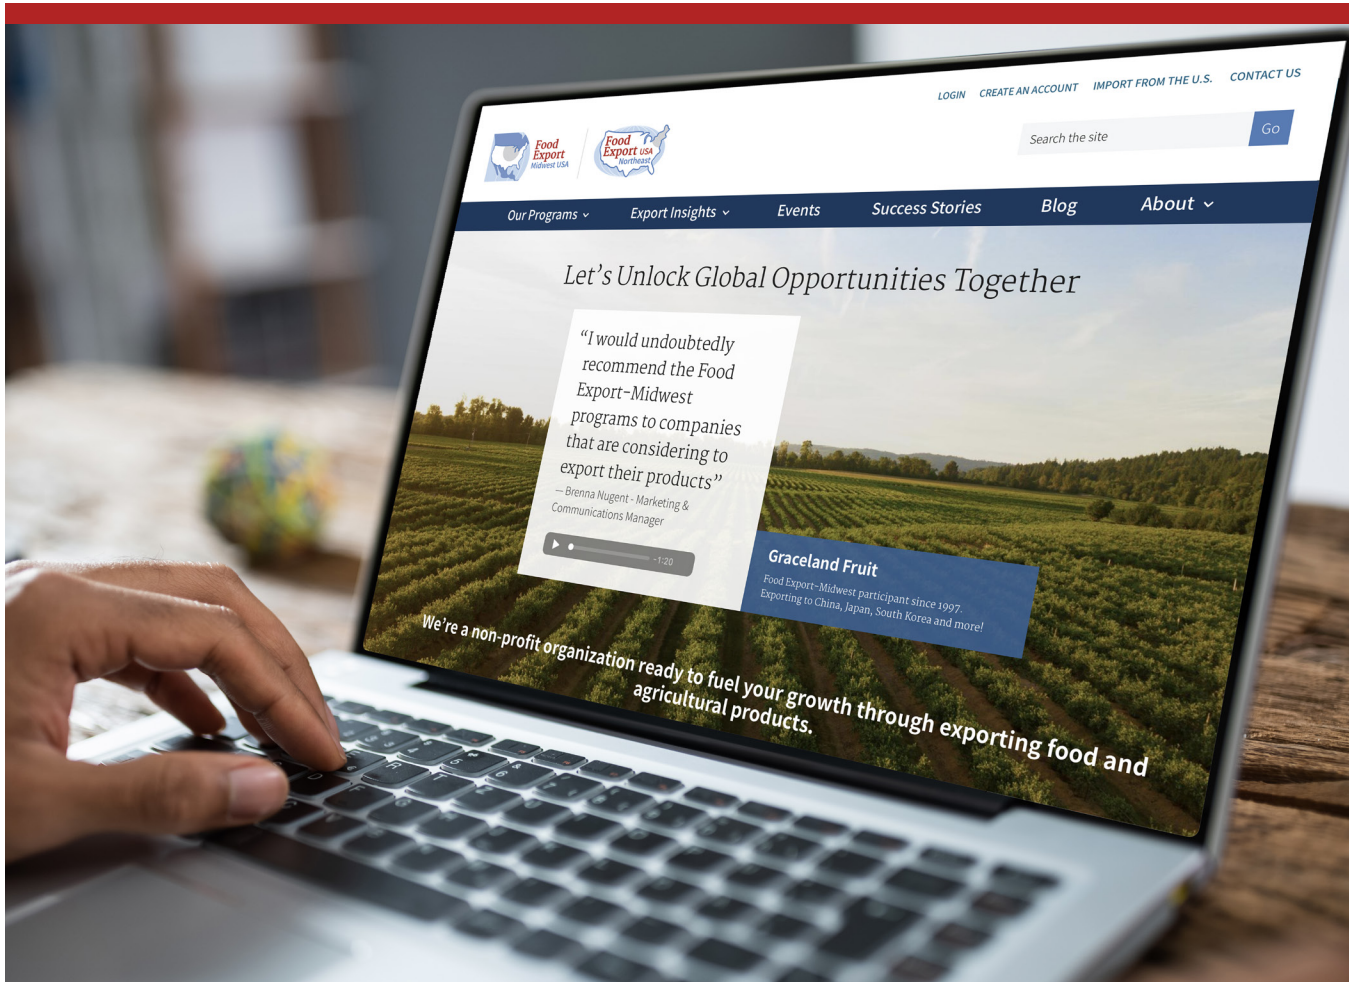 LOGIN CREATE AN ACCOUNT IMPORT FROM THE U.S. CONTACT US
Food
Export
Midwest USA
Food
Export USA
Northeast
Search the site Go
Our Programs Export Insights Events Success Stories Blog About
Let’s Unlock Global Opportunities Together
“I would undoubtedly
recommend the Food
Export–Midwest
programs to companies
that are considering to
export their products”
— Brenna Nugent - Marketing &
Communications Manager
-1:20
Graceland Fruit
Food Export–Midwest participant since 1997.
Exporting to China, Japan, South Korea and more!
We’re a non-profit organization ready to fuel your growth through exporting food and
agricultural products.